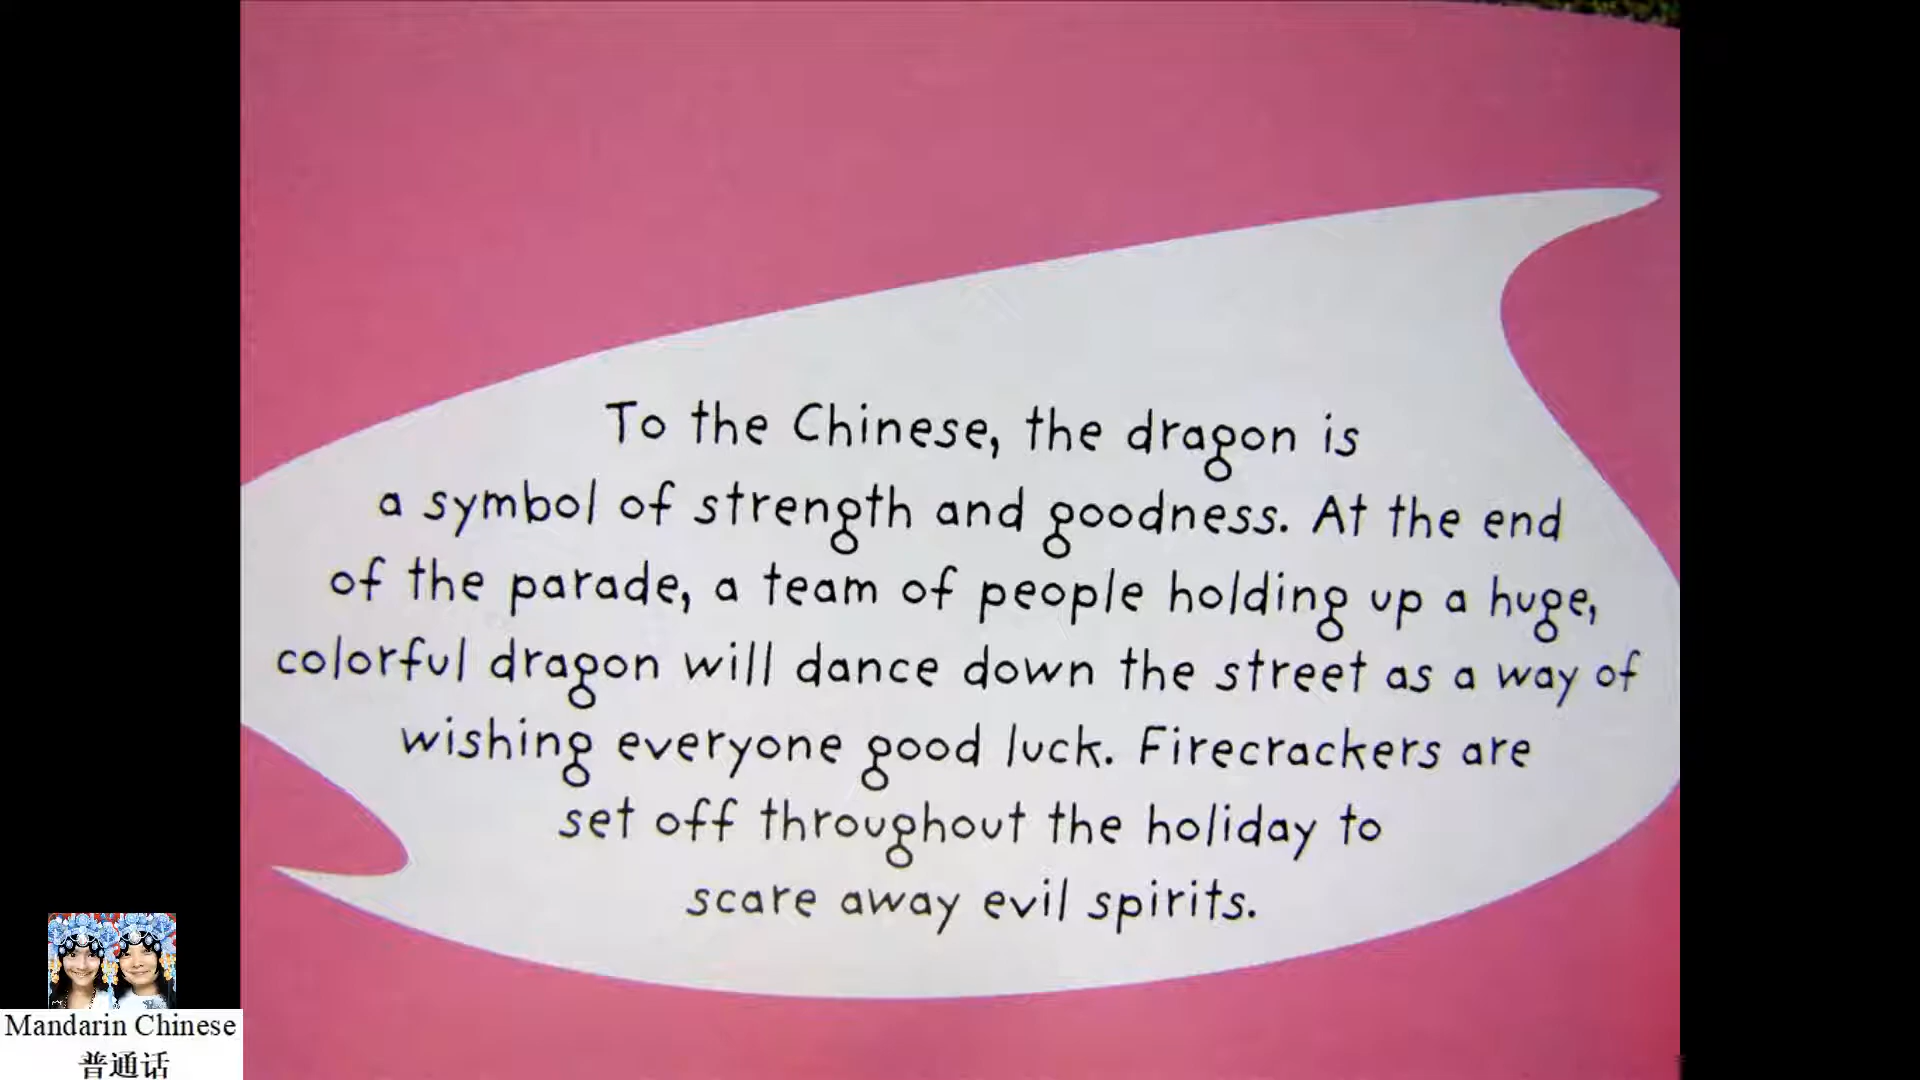 To the Chinese, the dragon is
a symbol of strength and goodness. At the end
of the parade, a team of people holding up a huge,
colorful dragon will dance down the street as a way of
wishing everyone good luck. Firecrackers are
set off throughout the holiday to
scare away evil spirits.
Mandarin Chinese
普通话